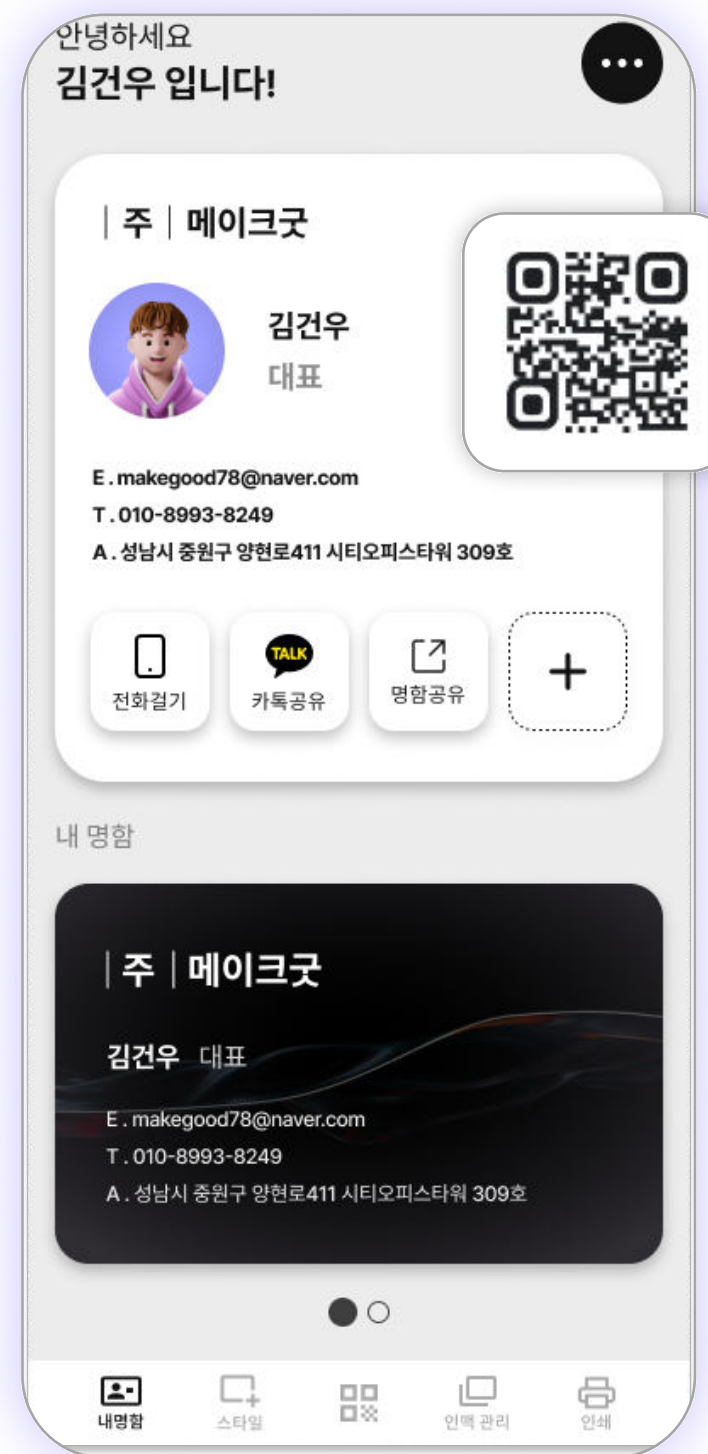 안녕하세요
김건우 입니다!
|주|메이크굿
김건우
대표
E . makegood78@naver.com
T . 010-8993-8249
A . 성남시 중원구 양현로411 시티오피스타워 309호
전화걸기
TALK
카톡공유
명함공유
내 명함
|주|메이크굿
김건우 대표
E . makegood78@naver.com
T . 010-8993-8249
A . 성남시 중원구 양현로411 시티오피스타워 309호
내명함
스타일
인맥 관리
인쇄